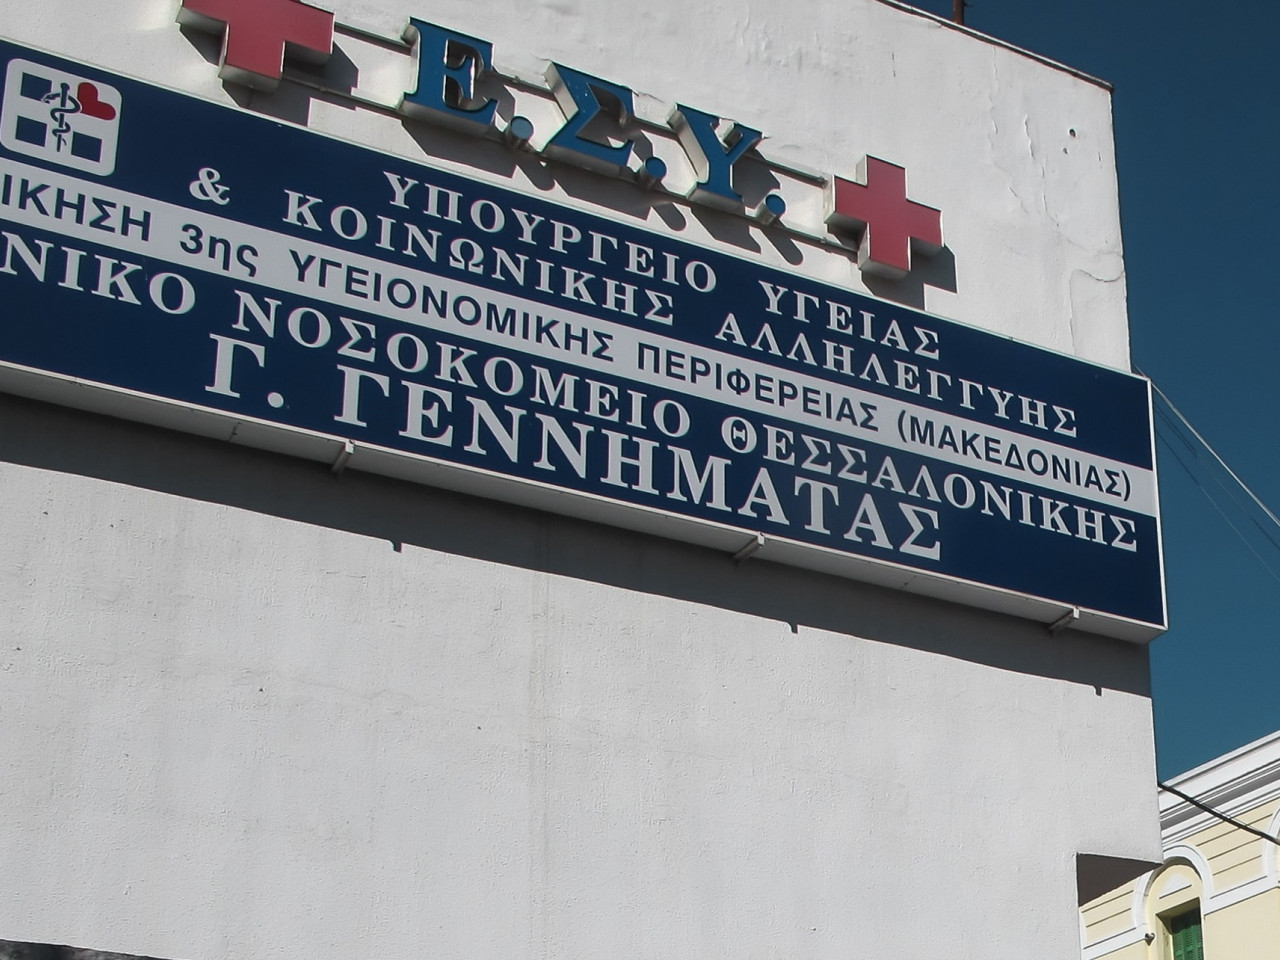 Ε.Σ.Υ.
ΥΠΟΥΡΓΕΙΟ ΥΓΕΙΑΣ
& ΚΟΙΝΩΝΙΚΗΣ ΑΛΛΗΛΕΓΓΥΗΣ
ΙΚΗΣΗ 3ης ΥΓΕΙΟΝΟΜΙΚΗΣ ΠΕΡΙΦΕΡΕΙΑΣ (ΜΑΚΕΔΟΝΙΑΣ)
ΝΙΚΟ ΝΟΣΟΚΟΜΕΙΟ ΘΕΣΣΑΛΟΝΙΚΗΣ
Γ. ΓΕΝΝΗΜΑΤΑΣ